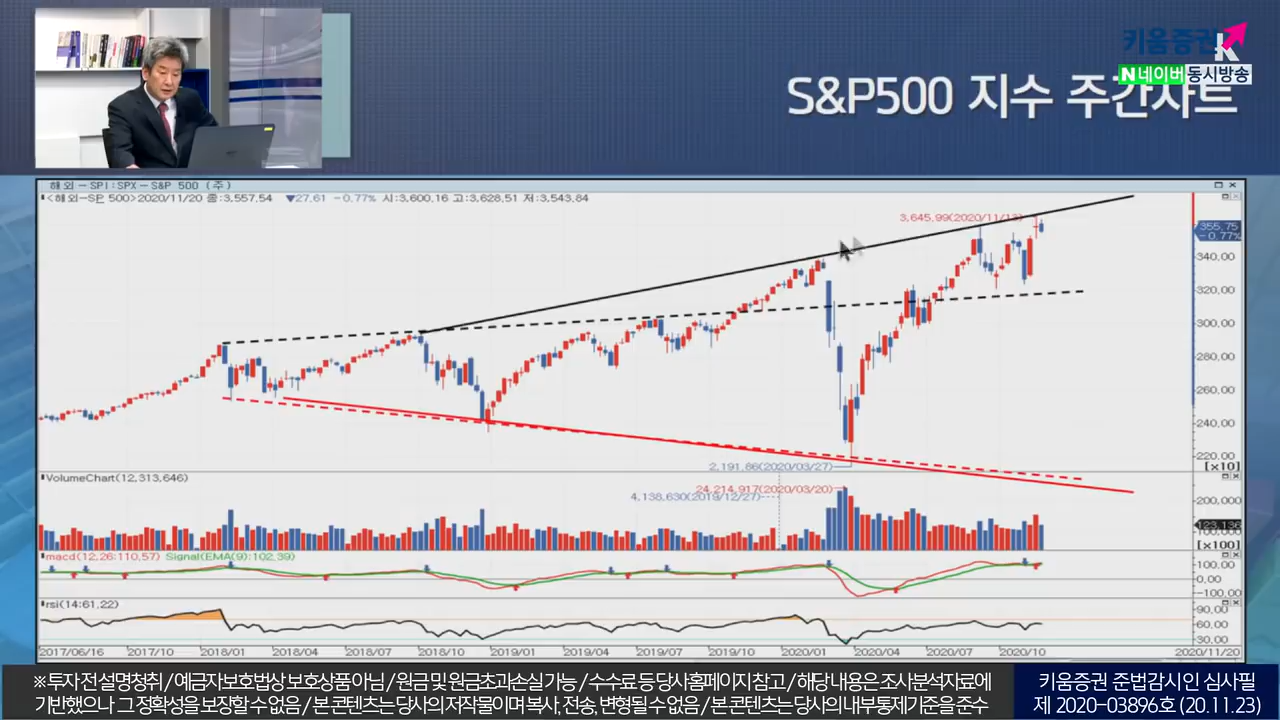 키움증권
N 네이버 동시방송
S&P500 지수 주간차트
해외-SPI:SPX-S&P 500 (주)
<해외-SP 500>2020/11/20 종:3,557.54 ▼27.61 -0.77% 시:3,600.16 고:3,628.51 저:3,543.84
3,645.99(2020/11/13)
355.75
-0.77%
340.00
320.00
300.00
280.00
260.00
240.00
220.00
2,191.86(2020/03/27)
[x10]
VolumeChart(12,313,646)
24,214,917(2020/03/20)
4,138,630(2019/12/27)
200,00
123,136
100,00
[x100]
macd(12,26:110,57) Signal(EMA(9):102,39)
100.00
0.00
-100.00
rsi(14:61,22)
90.00
60.00
30.00
2017/06/16 2017/10 2018/01 2018/04 2018/07 2018/10 2019/01 2019/04 2019/07 2019/10 2020/01 2020/04 2020/07 2020/10 2020/11/20
※ 투자 전 설명청취 / 예금자보호법상 보호상품 아님 / 원금 및 원금초과손실 가능 / 수수료 등 당사홈페이지 참고 / 해당 내용은 조사분석자료에
기반했으나 그 정확성을 보장할 수 없음 / 본 콘텐츠는 당사의 저작물이며 복사, 전송, 변형될 수 없음 / 본 콘텐츠는 당사의 내부통제기준을 준수
키움증권 준법감시인 심사필
제 2020-03896호 (20.11.23)